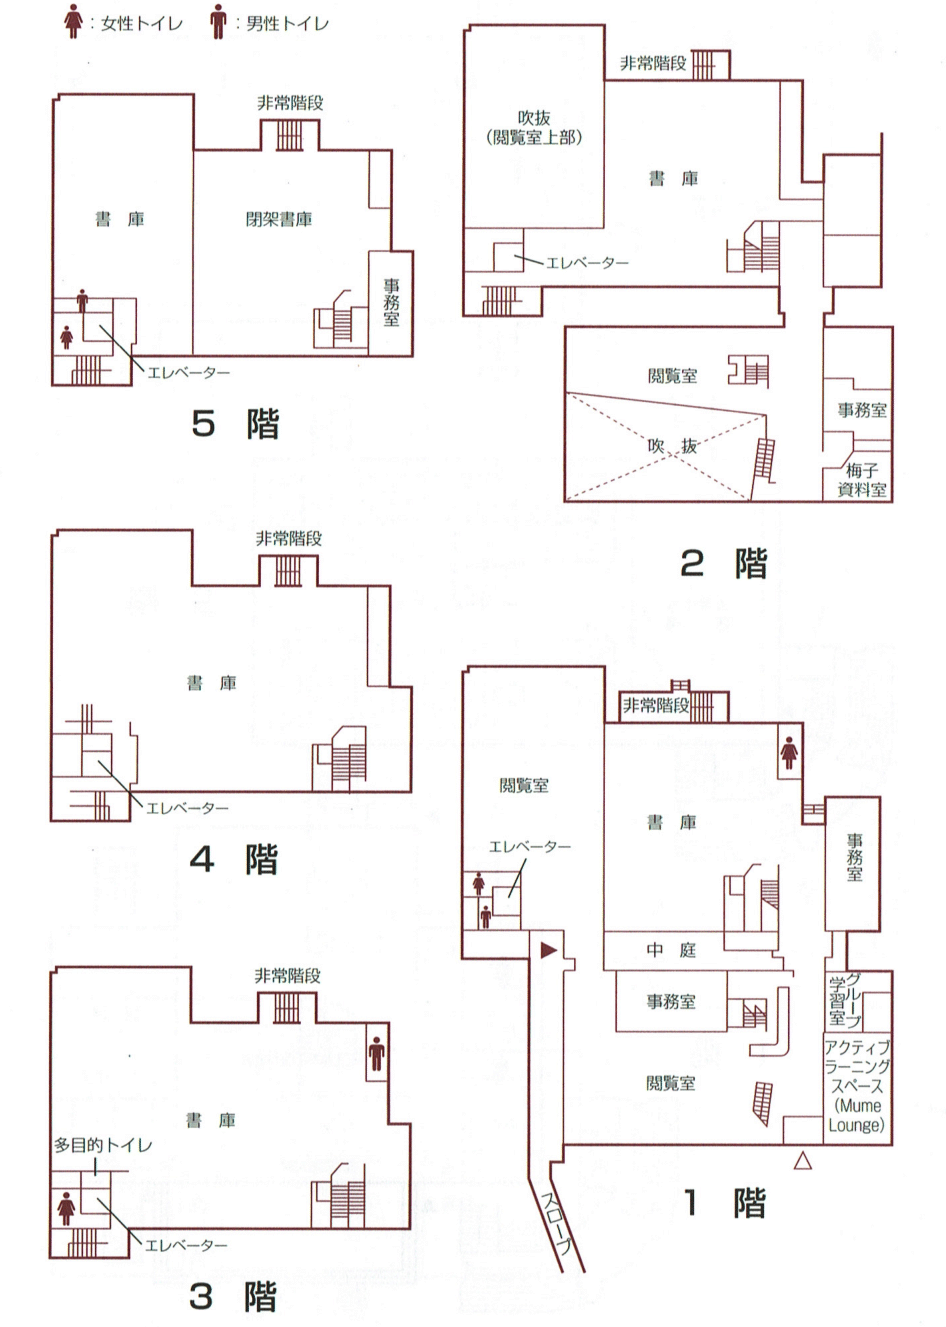 ：女性トイレ ：男性トイレ
非常階段
書 庫
閉架書庫
事務室
エレベーター
5 階
非常階段
吹抜
（閲覧室上部）
書 庫
エレベーター
閲覧室
吹 抜
事務室
梅子
資料室
2 階
非常階段
書 庫
エレベーター
4 階
非常階段
書 庫
多目的トイレ
エレベーター
3 階
非常階段
閲覧室
書 庫
エレベーター
事務室
中 庭
事務室
グループ
学習室
閲覧室
アクティブ
ラーニング
スペース
（Mume
Lounge）
スロープ
1 階